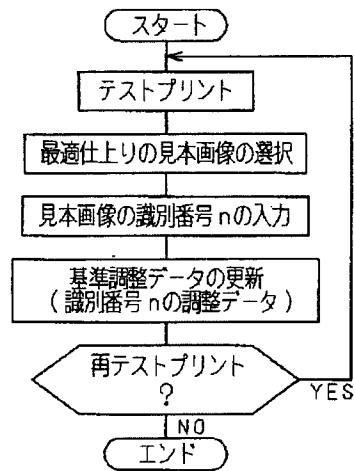 スタート
テストプリント
最適仕上りの見本画像の選択
見本画像の識別番号nの入力
基準調整データの更新
(識別番号nの調整データ)
再テストプリント
?
YES
NO
エンド